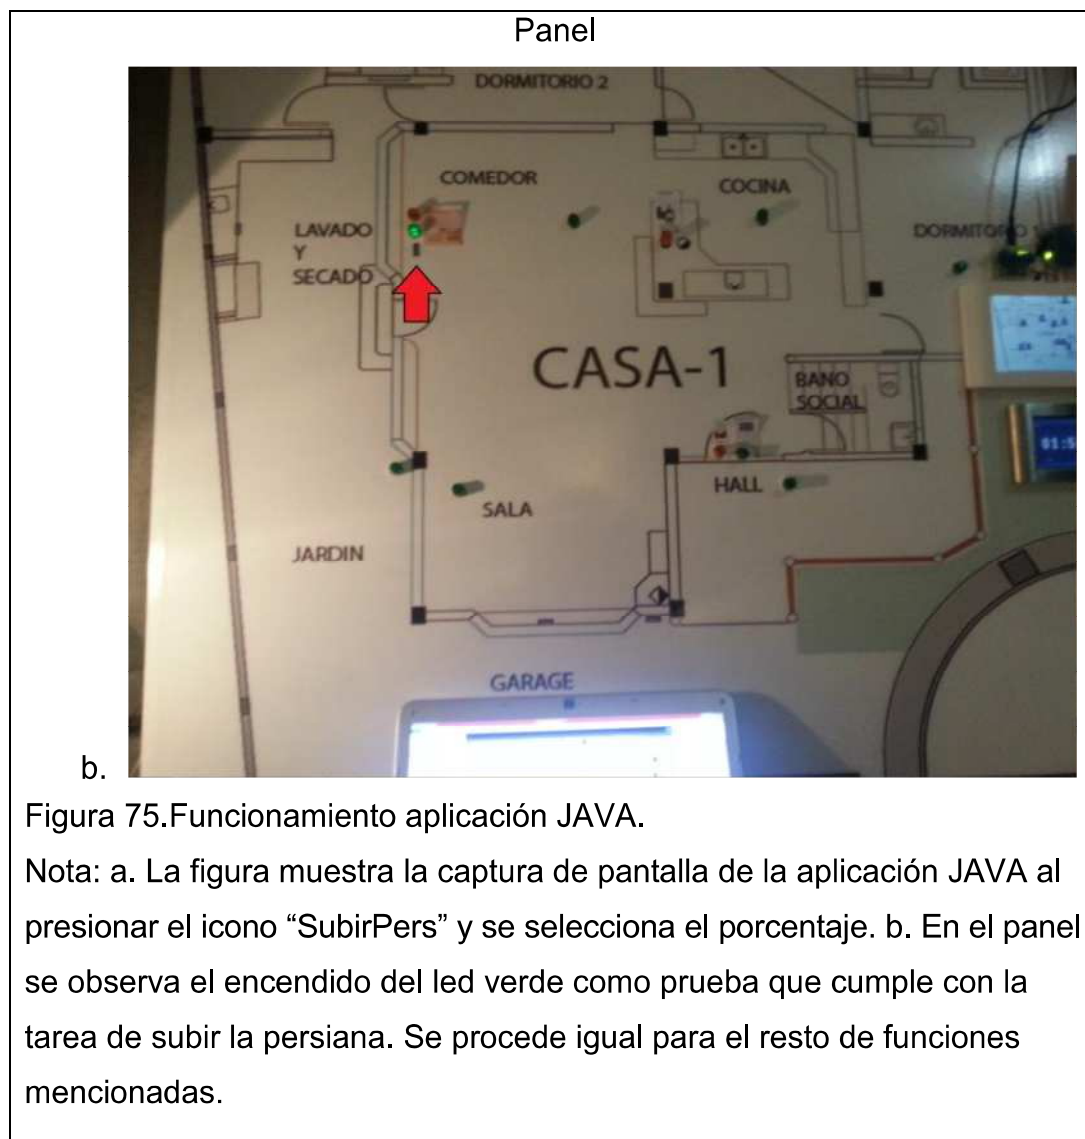 Panel
DORMITORIO 2
COMEDOR
COCINA
LAVADO
Y
SECADO
DORMITORIO 1
CASA-1
BANO
SOCIAL
HALL
SALA
JARDIN
GARAGE
b.
Figura 75.Funcionamiento aplicación JAVA.
Nota: a. La figura muestra la captura de pantalla de la aplicación JAVA al
presionar el icono “SubirPers” y se selecciona el porcentaje. b. En el panel
se observa el encendido del led verde como prueba que cumple con la
tarea de subir la persiana. Se procede igual para el resto de funciones
mencionadas.